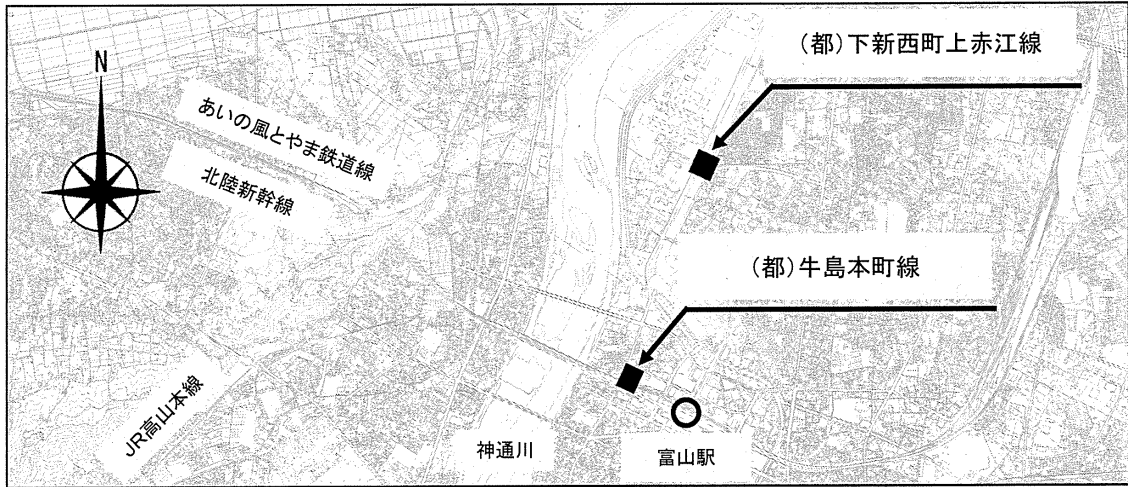 (都)下新西町上赤江線
N
あいの風とやま鉄道線
北陸新幹線
(都)牛島本町線
JR高山本線
神通川
富山駅